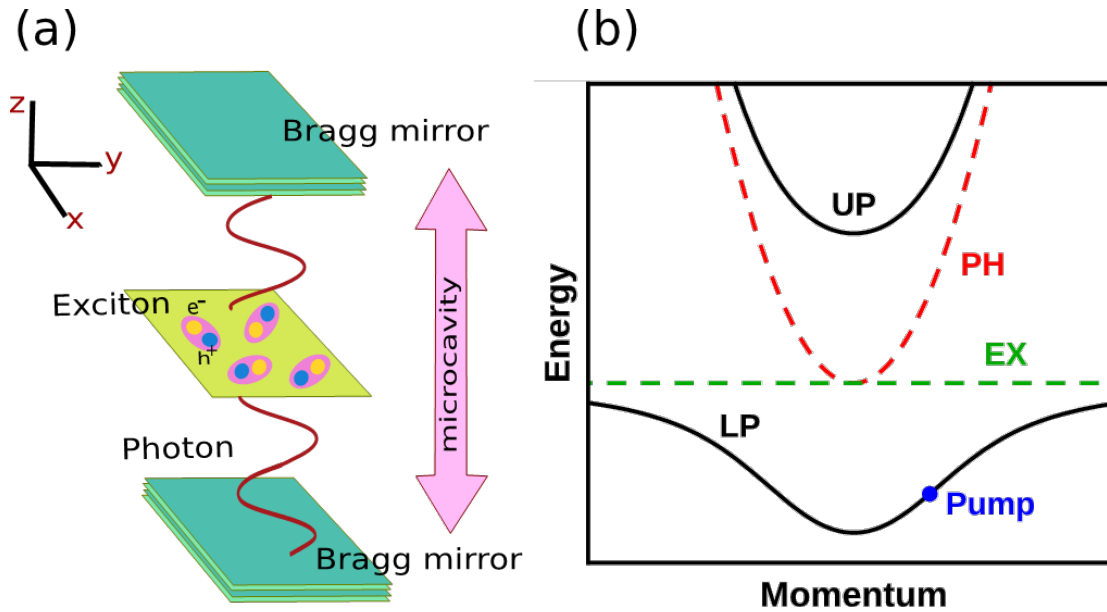 (a)
z
y
x
Bragg mirror
Exciton
e-
h+
microcavity
Photon
Bragg mirror
(b)
UP
PH
EX
LP
Pump
Energy
Momentum